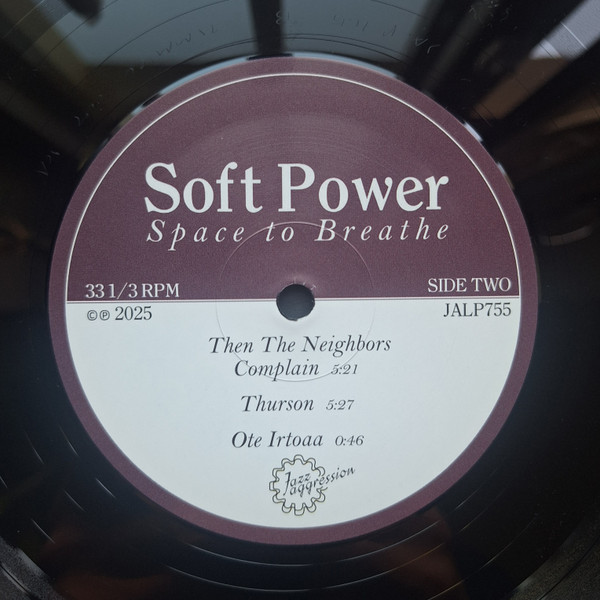 Soft Power
Space to Breathe
33 1/3 RPM
SIDE TWO
©℗ 2025
JALP755
Then The Neighbors
Complain 5:21
Thurson 5:27
Ote Irtoaa 0:46
Jazz
aggression